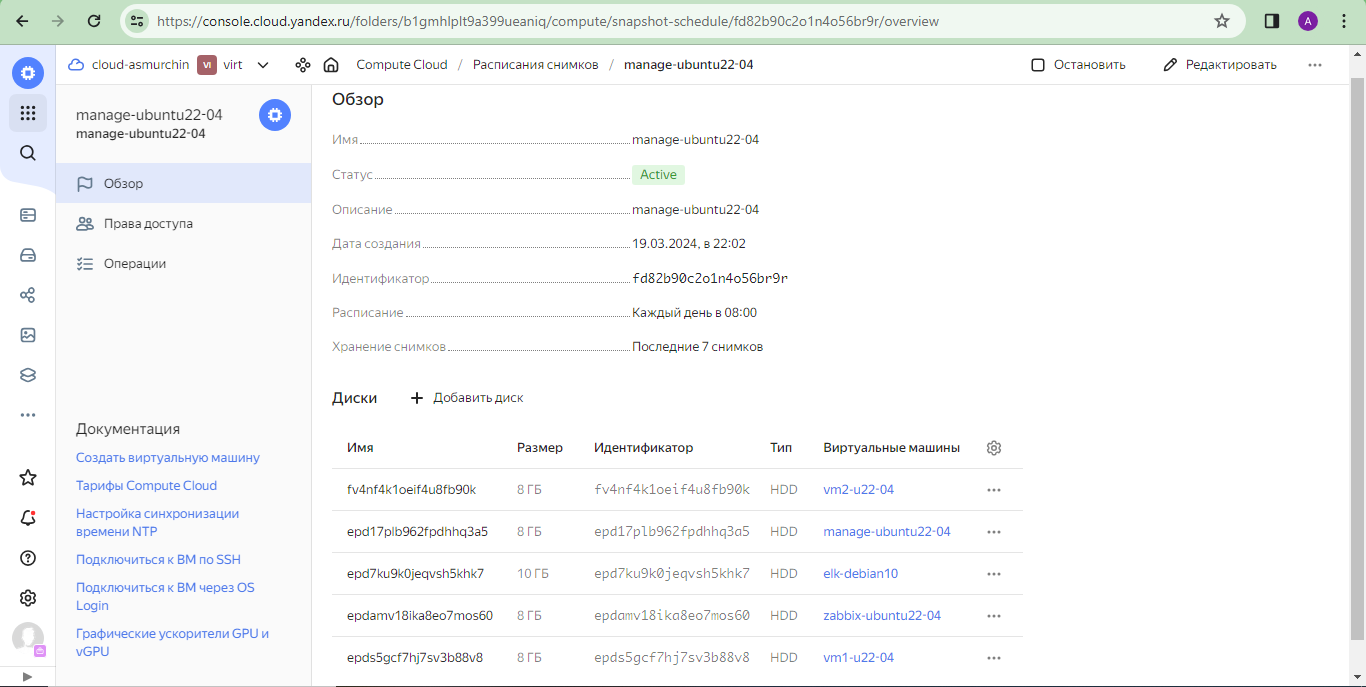 https://console.cloud.yandex.ru/folders/b1gmhlplt9a399ueaniq/compute/snapshot-schedule/fd82b90c2o1n4o56br9r/overview
A
cloud-asmurchin VI virt Compute Cloud / Расписания снимков / manage-ubuntu22-04 Остановить Редактировать
manage-ubuntu22-04
manage-ubuntu22-04
Обзор
Права доступа
Операции
Документация
Создать виртуальную машину
Тарифы Compute Cloud
Настройка синхронизации
времени NTP
Подключиться к ВМ по SSH
Подключиться к ВМ через OS
Login
Графические ускорители GPU и
vGPU
Обзор
Имя manage-ubuntu22-04
Статус Active
Описание manage-ubuntu22-04
Дата создания 19.03.2024, в 22:02
Идентификатор fd82b90c2o1n4o56br9r
Расписание Каждый день в 08:00
Хранение снимков Последние 7 снимков
Диски + Добавить диск
Имя Размер Идентификатор Тип Виртуальные машины
fv4nf4k1oeif4u8fb90k 8 ГБ fv4nf4k1oeif4u8fb90k HDD vm2-u22-04
epd17plb962fpdhhq3a5 8 ГБ epd17plb962fpdhhq3a5 HDD manage-ubuntu22-04
epd7ku9k0jeqvsh5khk7 10 ГБ epd7ku9k0jeqvsh5khk7 HDD elk-debian10
epdamv18ika8eo7mos60 8 ГБ epdamv18ika8eo7mos60 HDD zabbix-ubuntu22-04
epds5gcf7hj7sv3b88v8 8 ГБ epds5gcf7hj7sv3b88v8 HDD vm1-u22-04